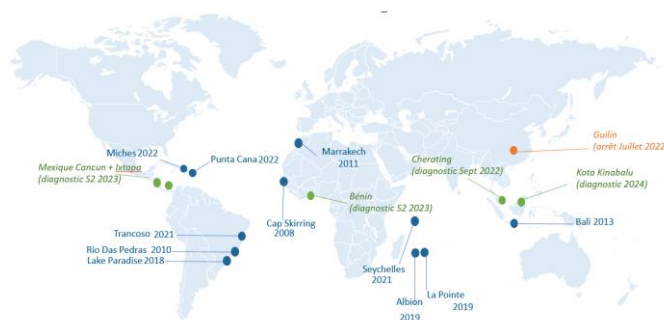 Miches 2022
Punta Cana 2022
Mexique Cancun + Ixtapa
(diagnostic S2 2023)
Marrakech
2011
Guilin
(arrêt Juillet 2022
Cherating
(diagnostic Sept 2022)
Kota Kinabalu
(diagnostic 2024)
Bénin
(diagnostic S2 2023)
Cap Skirring
2008
Bali 2013
Trancoso 2021
Rio Das Pedras 2010
Lake Paradise 2018
Seychelles
2021
Albion
2019
La Pointe
2019